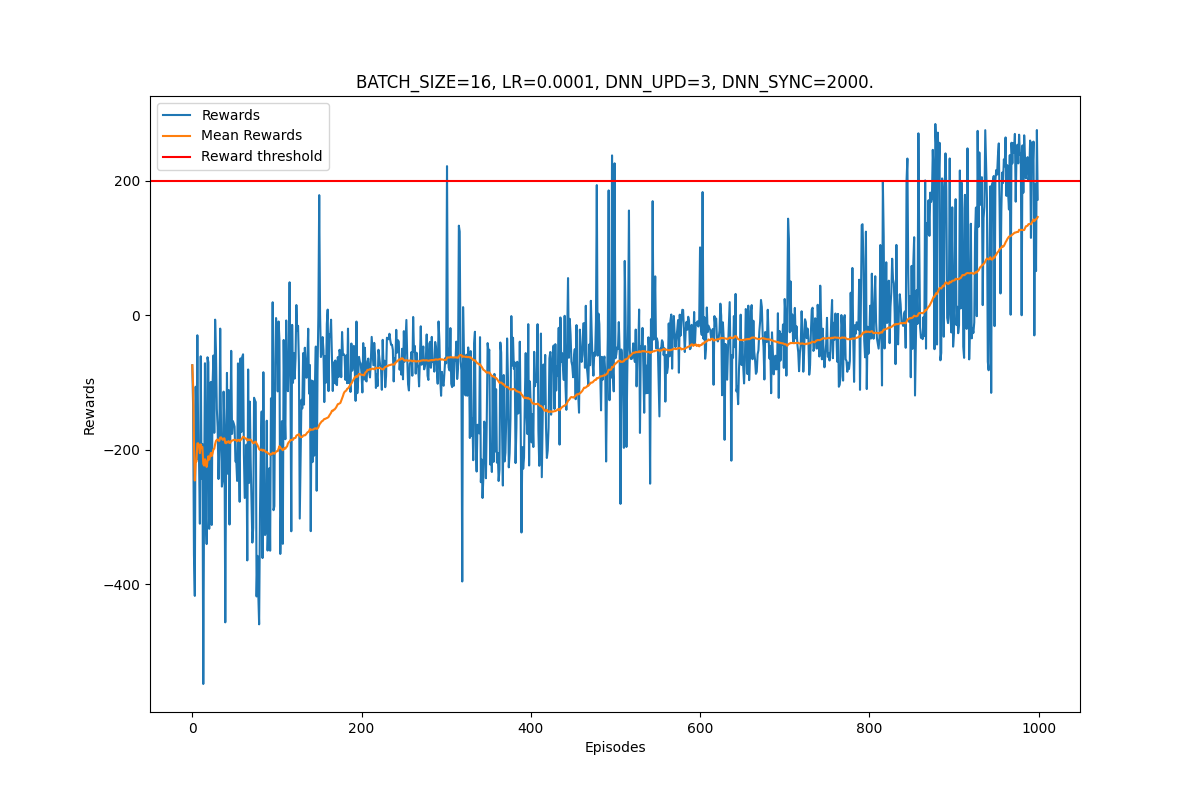 BATCH_SIZE=16, LR=0.0001, DNN_UPD=3, DNN_SYNC=2000.
Rewards
Mean Rewards
Reward threshold
200
0
−200
−400
Rewards
0
200
400
600
800
1000
Episodes